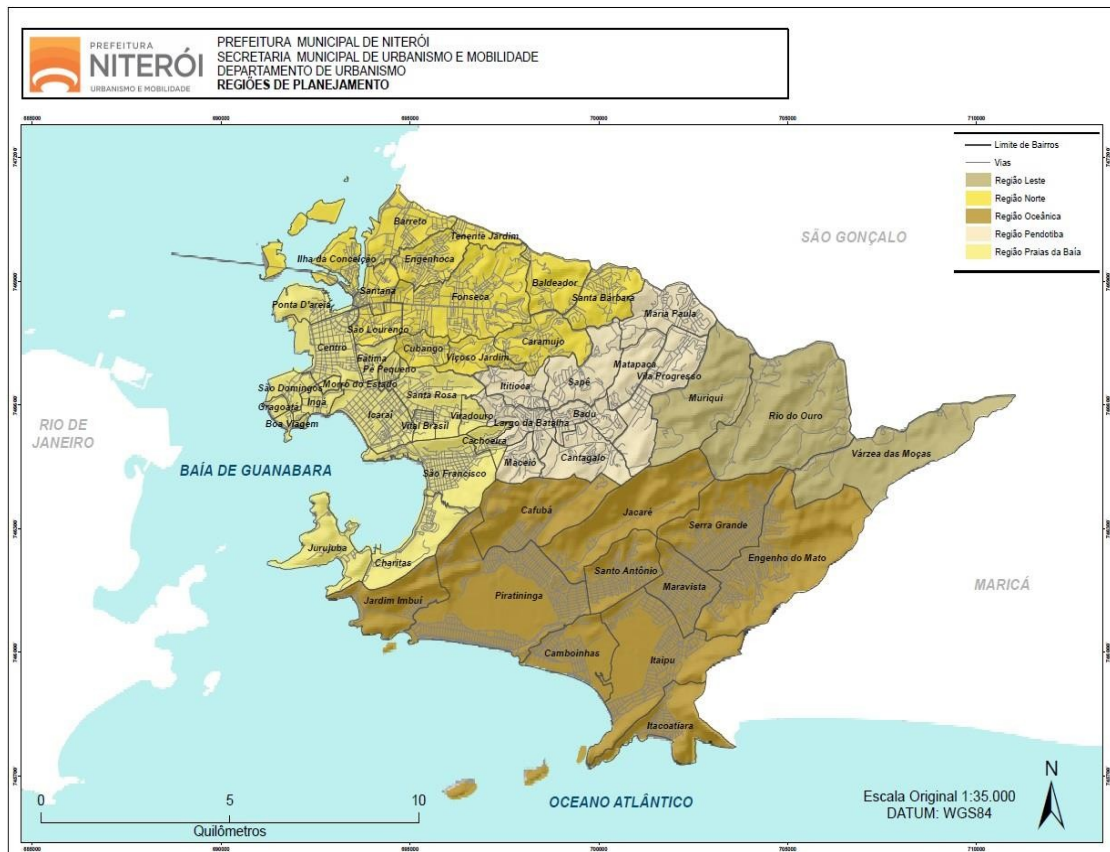 PREFEITURA
NITERÓI
URBANISMO E MOBILIDADE
PREFEITURA MUNICIPAL DE NITERÓI
SECRETARIA MUNICIPAL DE URBANISMO E MOBILIDADE
DEPARTAMENTO DE URBANISMO
REGIÕES DE PLANEJAMENTO
690000
700000
Limite de Bairros
Vias
Região Leste
Região Norte
Região Oceânica
Região Pendotiba
Região Praias da Baía
SÃO GONÇALO
Barreto
Tenente Jardim
Ilha da Conceição
Engenhoca
Baldeador
Santana
Fonseca
Santa Bárbara
Ponta D'areia
Maria Paula
São Lourenço
Caramujo
Centro
Cubango
Viçoso Jardim
Fátima
Pé Pequeno
Matapaca
Vila Progresso
Ititioca
Sapê
São Domingos
Morro do Estado
Santa Rosa
Muriqui
Gragoatá
Ingá
Icaraí
Viradouro
Badu
Rio do Ouro
Boa Viagem
Vital Brasil
Largo da Batalha
RIO DE
JANEIRO
Cachoeira
Várzea das Moças
BAÍA DE GUANABARA
São Francisco
Maceió
Cantagalo
Cafubá
Jacaré
Serra Grande
Jurujuba
Charitas
Engenho do Mato
Santo Antônio
Maravista
MARICÁ
Jardim Imbuí
Piratininga
Camboinhas
Itaipu
Itacoatiara
OCEANO ATLÂNTICO
0
5
10
Quilômetros
Escala Original 1:35.000
DATUM: WGS84
N